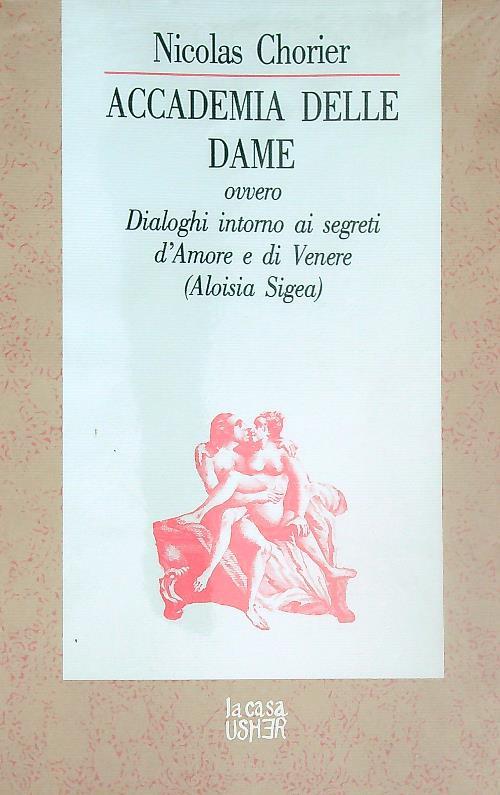 Nicolas Chorier
ACCADEMIA DELLE
DAME
ovvero
Dialoghi intorno ai segreti
d'Amore e di Venere
(Aloisia Sigea)
la casa
USHER